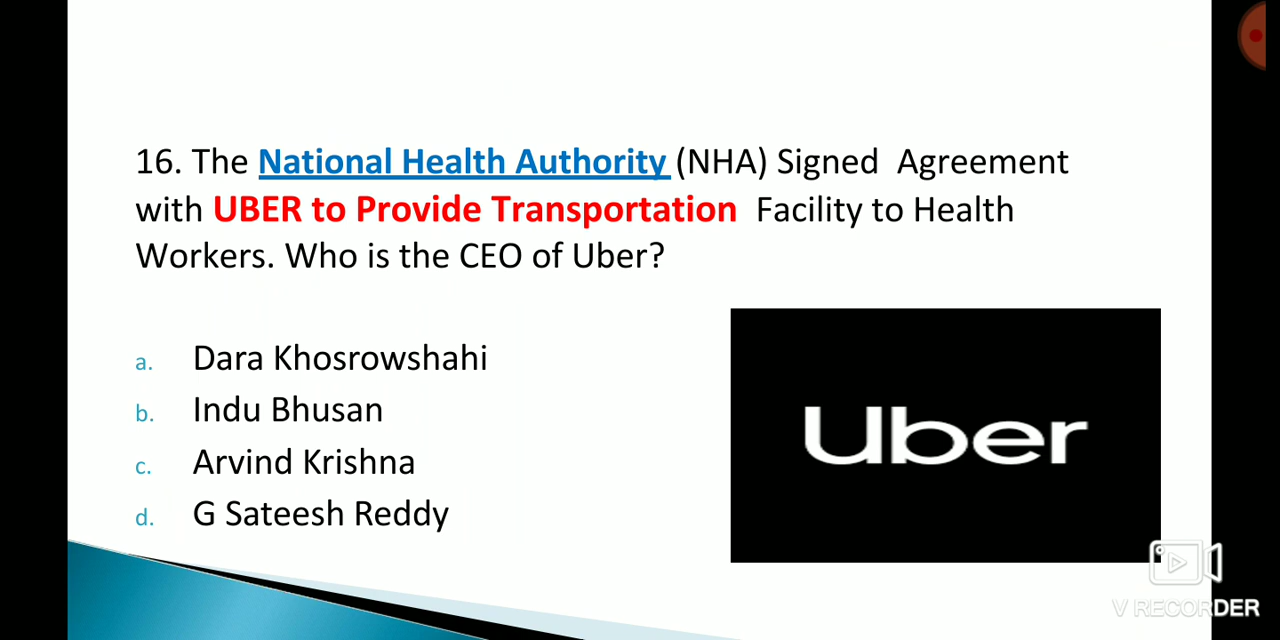 16. The National Health Authority (NHA) Signed Agreement
with UBER to Provide Transportation Facility to Health
Workers. Who is the CEO of Uber?
a. Dara Khosrowshahi
b. Indu Bhusan
c. Arvind Krishna
d. G Sateesh Reddy
Uber
V RECORDER